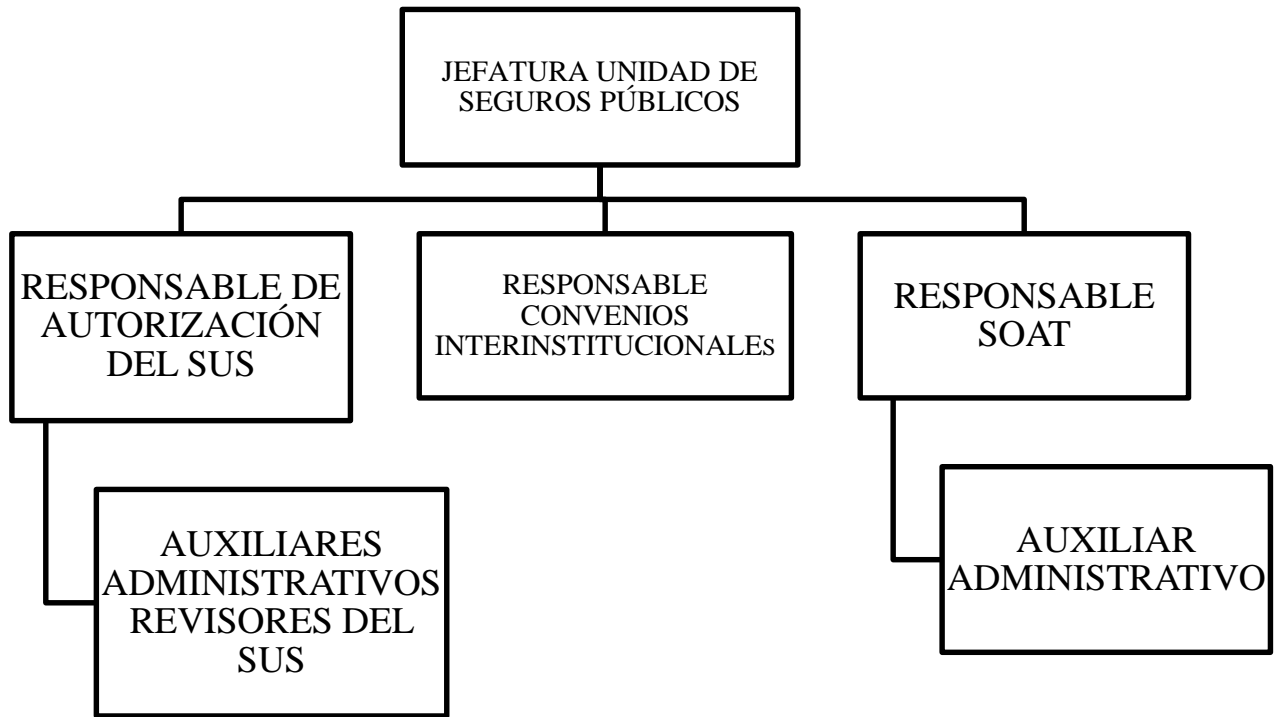 JEFATURA UNIDAD DE
SEGUROS PÚBLICOS
RESPONSABLE DE
AUTORIZACIÓN
DEL SUS
RESPONSABLE
CONVENIOS
INTERINSTITUCIONALEs
RESPONSABLE
SOAT
AUXILIARES
ADMINISTRATIVOS
REVISORES DEL
SUS
AUXILIAR
ADMINISTRATIVO